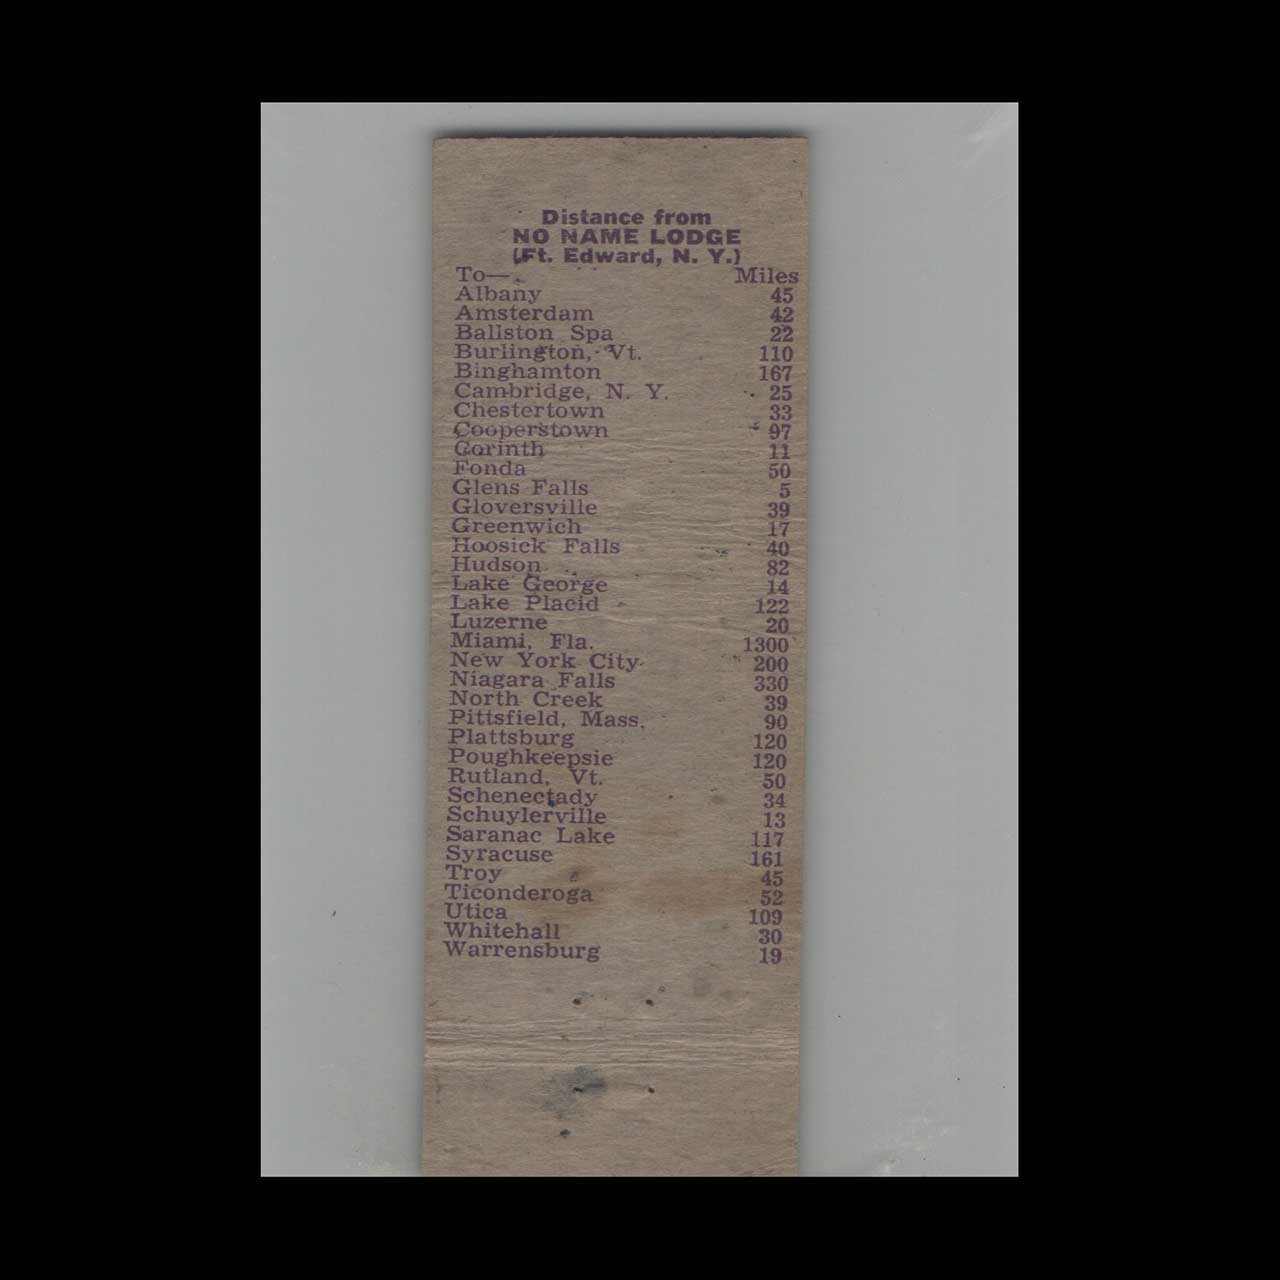 Distance from
NO NAME LODGE
(Ft. Edward, N. Y.)
To— Miles
Albany 45
Amsterdam 42
Ballston Spa 22
Burlington, Vt. 110
Binghamton 167
Cambridge, N. Y. 25
Chestertown 33
Cooperstown 97
Corinth 11
Fonda 50
Glens Falls 5
Gloversville 39
Greenwich 17
Hoosick Falls 40
Hudson 82
Lake George 14
Lake Placid 122
Luzerne 20
Miami, Fla. 1300
New York City 200
Niagara Falls 330
North Creek 39
Pittsfield, Mass. 90
Plattsburg 120
Poughkeepsie 120
Rutland, Vt. 50
Schenectady 34
Schuylerville 13
Saranac Lake 117
Syracuse 161
Troy 45
Ticonderoga 52
Utica 109
Whitehall 30
Warrensburg 19